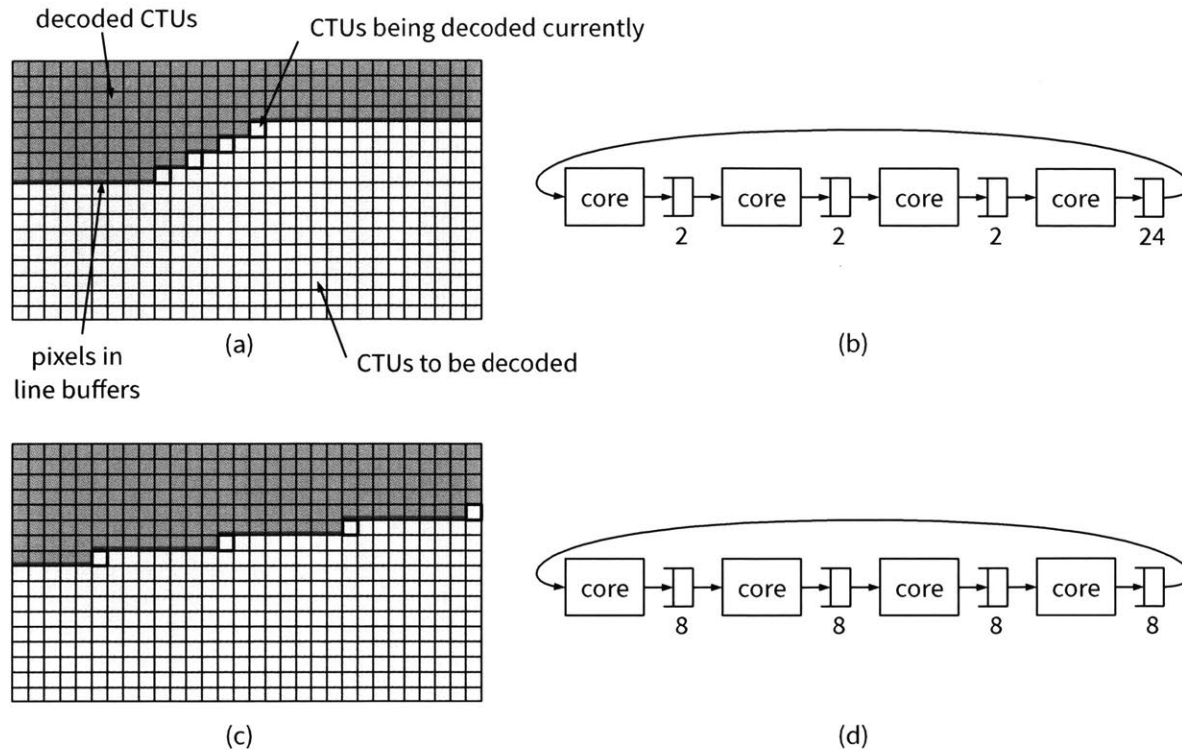 decoded CTUs
CTUs being decoded currently
pixels in
line buffers
(a)
CTUs to be decoded
core
core
core
core
2
2
2
24
(b)
(c)
core
core
core
core
8
8
8
8
(d)